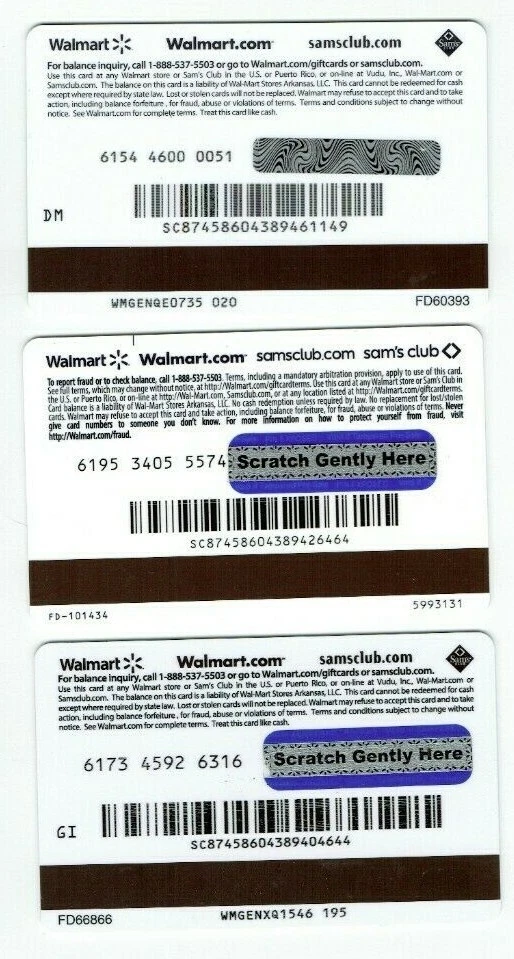 Walmart Walmart.com samsclub.com Sam's
For balance inquiry, call 1-888-537-5503 or go to Walmart.com/giftcards or samsclub.com.
Use this card at any Walmart store or Sam's Club in the U.S. or Puerto Rico, or on-line at Vudu, Inc., Wal-Mart.com or
Samsclub.com. The balance on this card is a liability of Wal-Mart Stores Arkansas, LLC. This card cannot be redeemed for cash
except where required by state law. Lost or stolen cards will not be replaced. Walmart may refuse to accept this card and to take
action, including balance forfeiture , for fraud, abuse or violations of terms. Terms and conditions subject to change without
notice. See Walmart.com for complete terms. Treat this card like cash.
6154 4600 0051
DM
SC87458604389461149
WMGENQE0735 020 FD60393
Walmart Walmart.com samsclub.com sam's club
To report fraud or to check balance, call 1-888-537-5503. Terms, including a mandatory arbitration provision, apply to use of this card.
See full terms, which may change without notice, at http://Walmart.com/giftcardterms. Use this card at any Walmart store or Sam's Club in
the U.S. or Puerto Rico, or on-line at http://Wal-Mart.com, Samsclub.com, or at any location listed at http://Walmart.com/giftcardterms.
Card balance is a liability of Wal-Mart Stores Arkansas, LLC. No cash redemption unless required by law. No replacement for lost/stolen
cards. Walmart may refuse to accept this card and take action, including balance forfeiture, for fraud, abuse or violations of terms. Never
give card numbers to someone you don't know. For more information on how to protect yourself from fraud, visit
http://Walmart.com/fraud.
6195 3405 5574 Scratch Gently Here
SC87458604389426464
FD-101434 5993131
Walmart Walmart.com samsclub.com Sam's
For balance inquiry, call 1-888-537-5503 or go to Walmart.com/giftcards or samsclub.com.
Use this card at any Walmart store or Sam's Club in the U.S. or Puerto Rico, or on-line at Vudu, Inc., Wal-Mart.com or
Samsclub.com. The balance on this card is a liability of Wal-Mart Stores Arkansas, LLC. This card cannot be redeemed for cash
except where required by state law. Lost or stolen cards will not be replaced. Walmart may refuse to accept this card and to take
action, including balance forfeiture , for fraud, abuse or violations of terms. Terms and conditions subject to change without
notice. See Walmart.com for complete terms. Treat this card like cash.
6173 4592 6316 Scratch Gently Here
GI
SC87458604389404644
FD66866 WMGENXQ1546 195